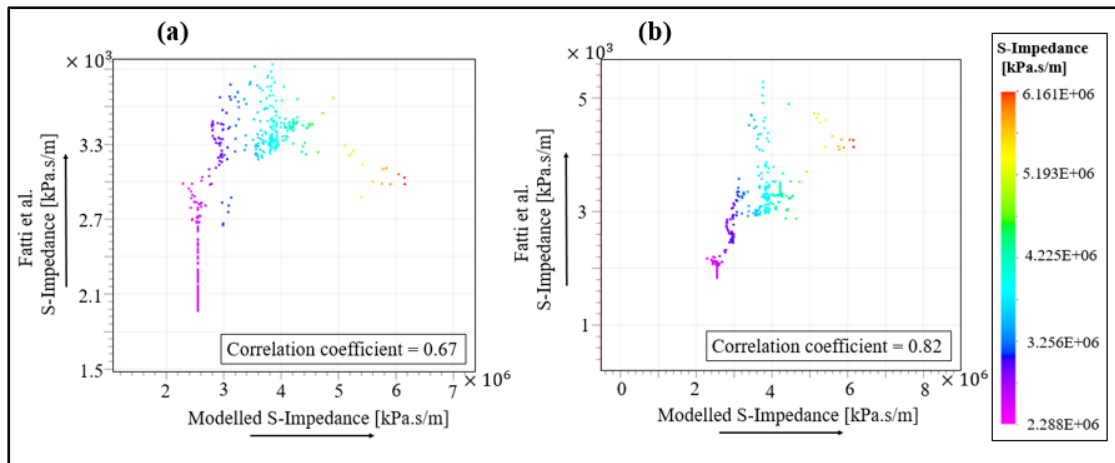 (a)
× 10³
3.3
2.7
2.1
1.5
Fatti et al.
S-Impedance [kPa.s/m]
Correlation coefficient = 0.67
2 3 4 5 6 7 × 10⁶
Modelled S-Impedance [kPa.s/m]
(b)
× 10³
5
3
1
Fatti et al.
S-Impedance [kPa.s/m]
Correlation coefficient = 0.82
0 2 4 6 8 × 10⁶
Modelled S-Impedance [kPa.s/m]
S-Impedance
[kPa.s/m]
6.161E+06
5.193E+06
4.225E+06
3.256E+06
2.288E+06